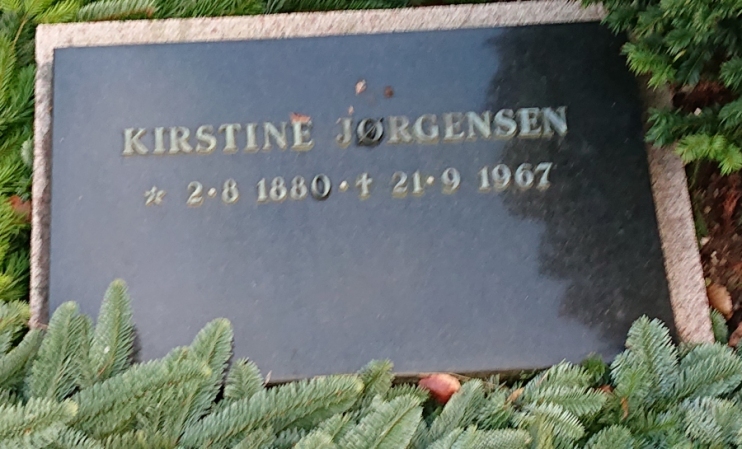 KIRSTINE JØRGENSEN
* 2·8 1880 · † 21·9 1967